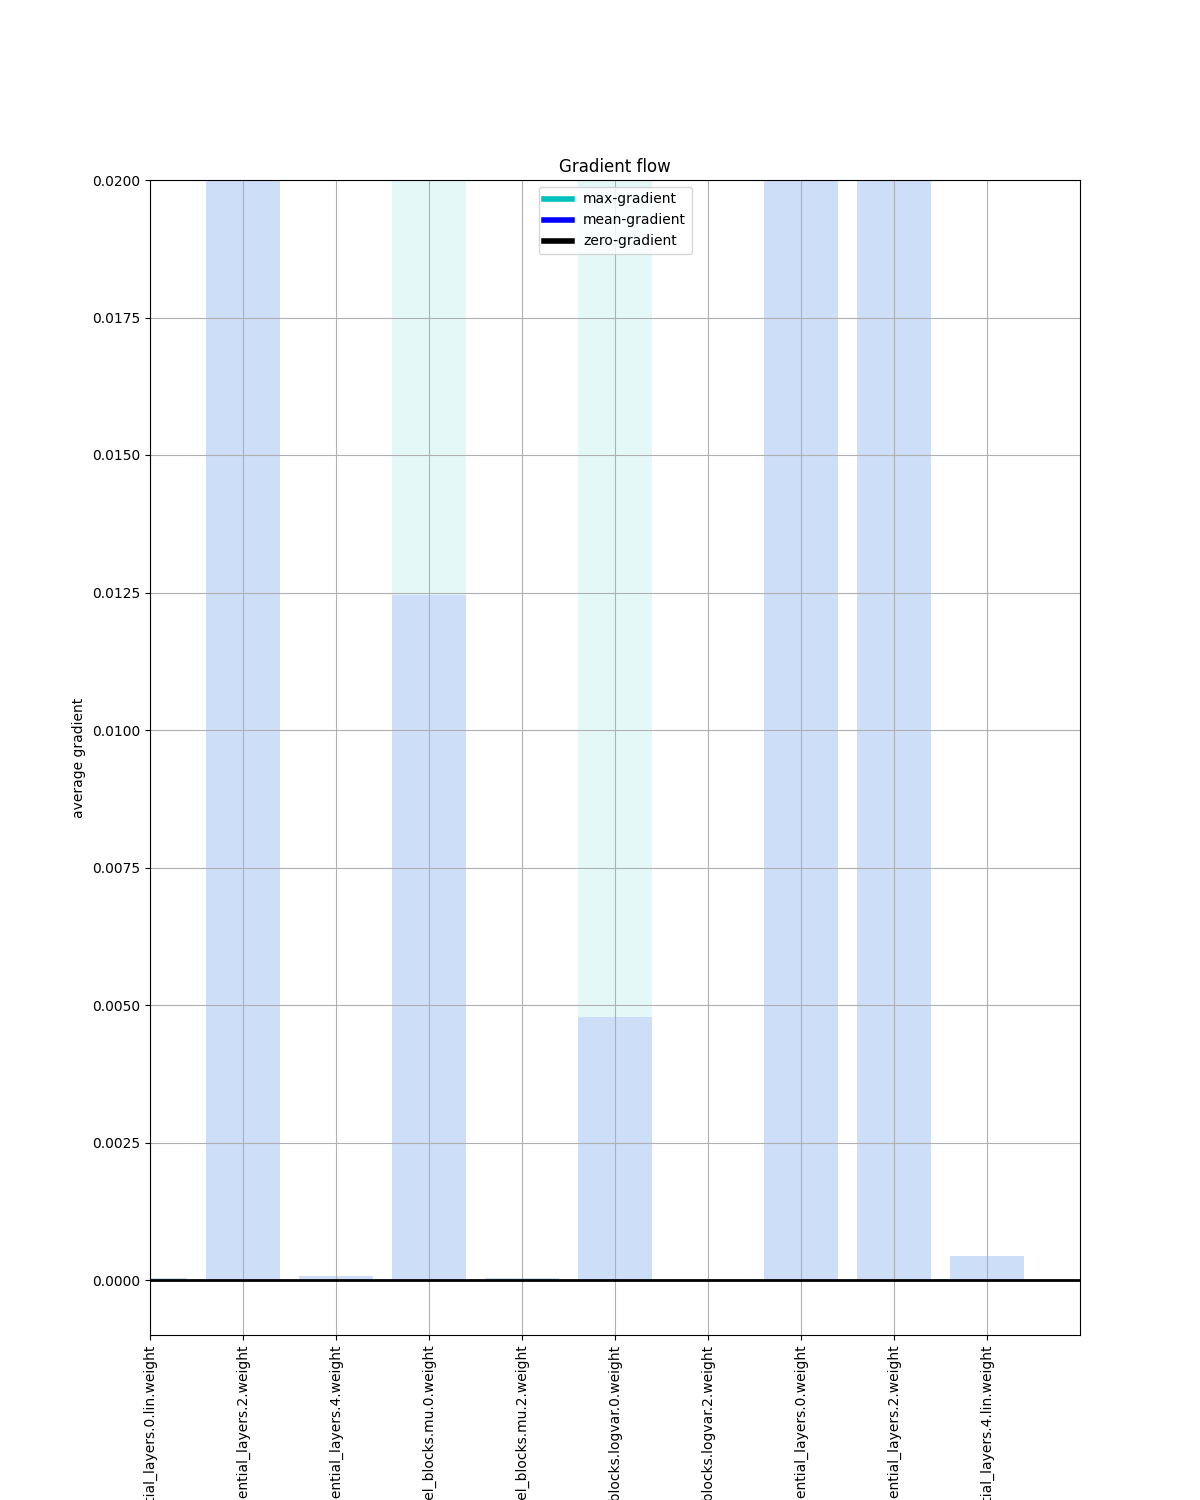 Gradient flow
max-gradient
mean-gradient
zero-gradient
average gradient
0.0200
0.0175
0.0150
0.0125
0.0100
0.0075
0.0050
0.0025
0.0000
tial_layers.0.lin.weight
ential_layers.2.weight
ential_layers.4.weight
el_blocks.mu.0.weight
el_blocks.mu.2.weight
blocks.logvar.0.weight
blocks.logvar.2.weight
ential_layers.0.weight
ential_layers.2.weight
tial_layers.4.lin.weight